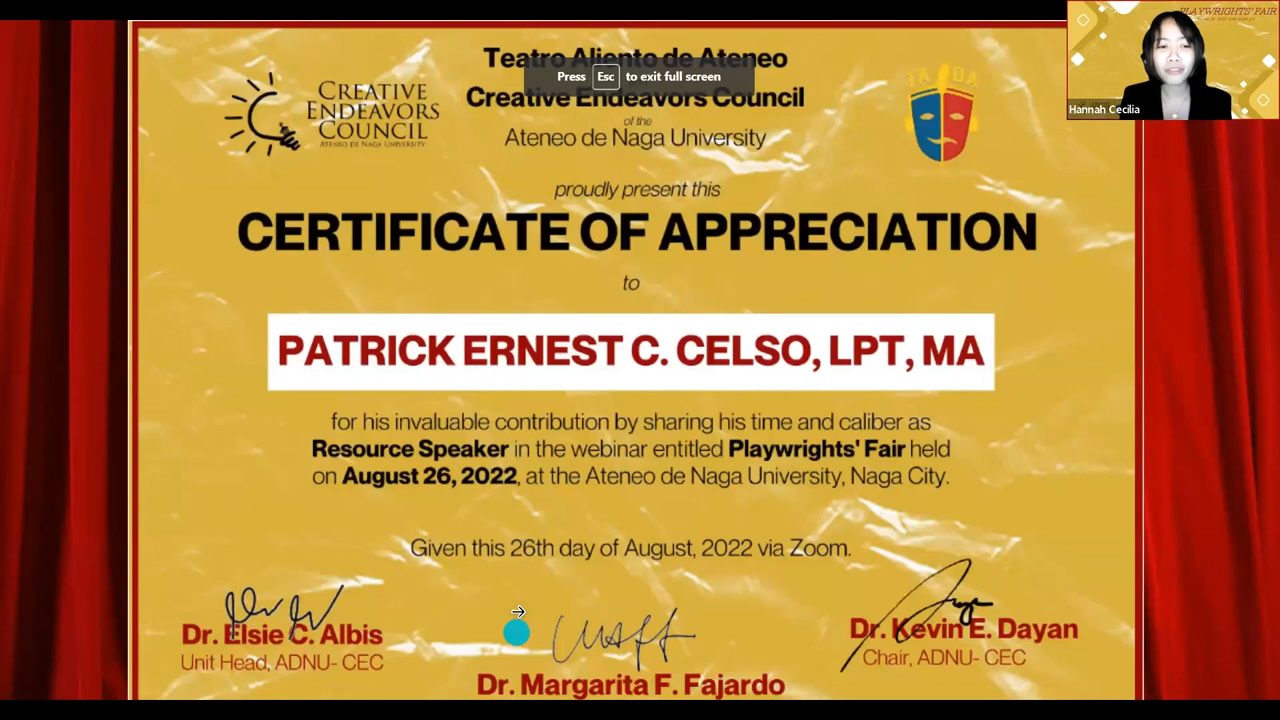 Teatro Aliento de Ateneo
Press Esc to exit full screen
Creative Endeavors Council
of the
Ateneo de Naga University
CREATIVE
ENDEAVORS
COUNCIL
ATENEO DE NAGA UNIVERSITY
TA DA
PLAYWRIGHTS' FAIR
Hannah Cecilia
proudly present this
CERTIFICATE OF APPRECIATION
to
PATRICK ERNEST C. CELSO, LPT, MA
for his invaluable contribution by sharing his time and caliber as
Resource Speaker in the webinar entitled Playwrights' Fair held
on August 26, 2022, at the Ateneo de Naga University, Naga City.
Given this 26th day of August, 2022 via Zoom.
Dr. Elsie C. Albis
Unit Head, ADNU- CEC
Dr. Margarita F. Fajardo
Dr. Kevin E. Dayan
Chair, ADNU- CEC